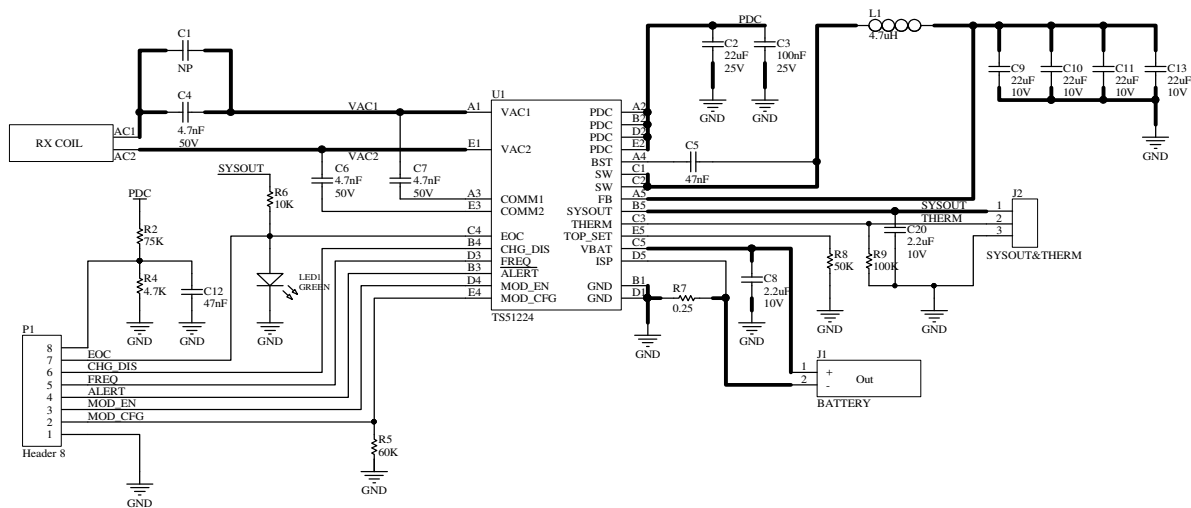 C1
NP
C4
4.7nF
50V
RX COIL
AC1
AC2
VAC1
VAC2
C6
4.7nF
50V
C7
4.7nF
50V
SYSOUT
R6
10K
PDC
R2
75K
R4
4.7K
C12
47nF
GND
GND
LED1
GREEN
GND
U1
A1
VAC1
E1
VAC2
A3
COMM1
E3
COMM2
C4
EOC
B4
CHG_DIS
D3
FREQ
B3
ALERT
D4
MOD_EN
E4
MOD_CFG
TS51224
PDC
A2
PDC
B2
PDC
D2
PDC
E2
BST
A4
SW
C1
SW
C2
FB
A5
SYSOUT
B5
THERM
C3
TOP_SET
E5
VBAT
C5
ISP
D5
GND
B1
GND
D1
PDC
C2
22uF
25V
C3
100nF
25V
GND
GND
C5
47nF
L1
4.7uH
C9
22uF
10V
C10
22uF
10V
C11
22uF
10V
C13
22uF
10V
GND
J2
SYSOUT
1
THERM
2
3
SYSOUT&THERM
C20
2.2uF
10V
R8
50K
R9
100K
GND
GND
C8
2.2uF
10V
GND
R7
0.25
GND
J1
1
+
2
-
Out
BATTERY
P1
8
7
EOC
6
CHG_DIS
5
FREQ
4
ALERT
3
MOD_EN
2
MOD_CFG
1
Header 8
GND
R5
60K
GND